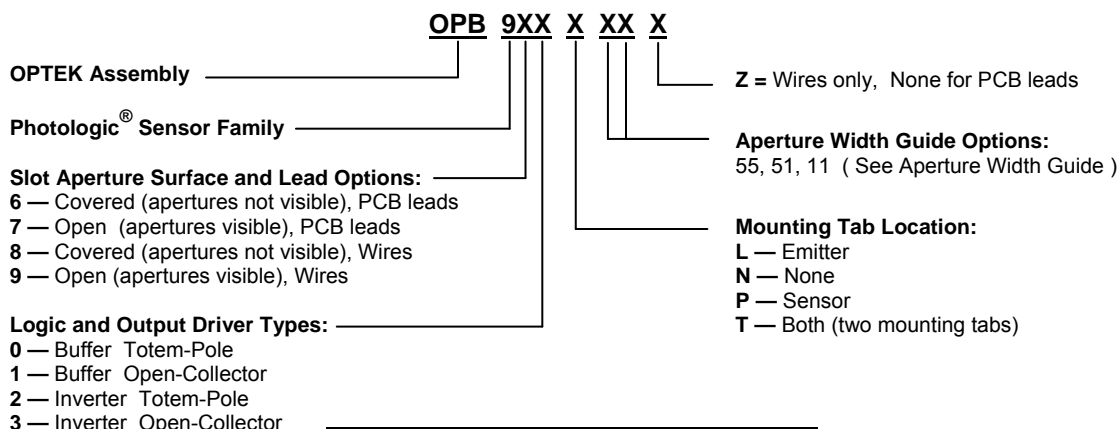 OPB 9XX X XX X
OPTEK Assembly
Photologic® Sensor Family
Slot Aperture Surface and Lead Options:
6 — Covered (apertures not visible), PCB leads
7 — Open (apertures visible), PCB leads
8 — Covered (apertures not visible), Wires
9 — Open (apertures visible), Wires
Logic and Output Driver Types:
0 — Buffer Totem-Pole
1 — Buffer Open-Collector
2 — Inverter Totem-Pole
3 — Inverter Open-Collector
Z = Wires only, None for PCB leads
Aperture Width Guide Options:
55, 51, 11 ( See Aperture Width Guide )
Mounting Tab Location:
L — Emitter
N — None
P — Sensor
T — Both (two mounting tabs)